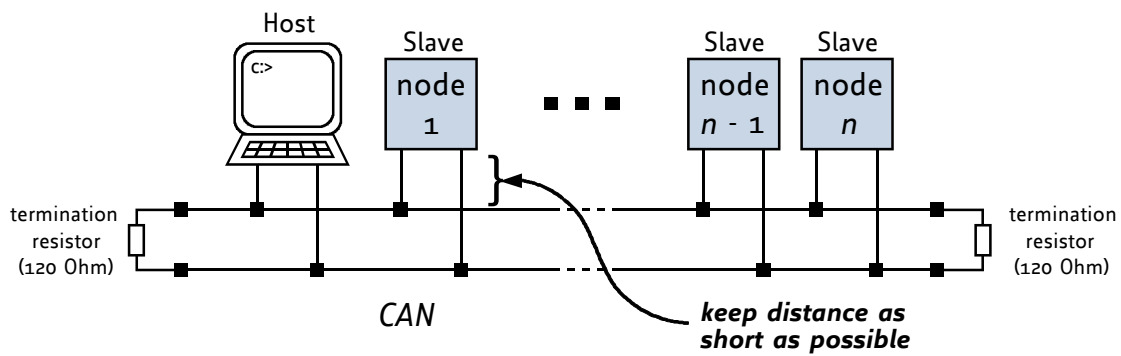 Host
C:>
Slave
node
1
Slave
node
n - 1
Slave
node
n
termination
resistor
(120 Ohm)
termination
resistor
(120 Ohm)
CAN
keep distance as
short as possible